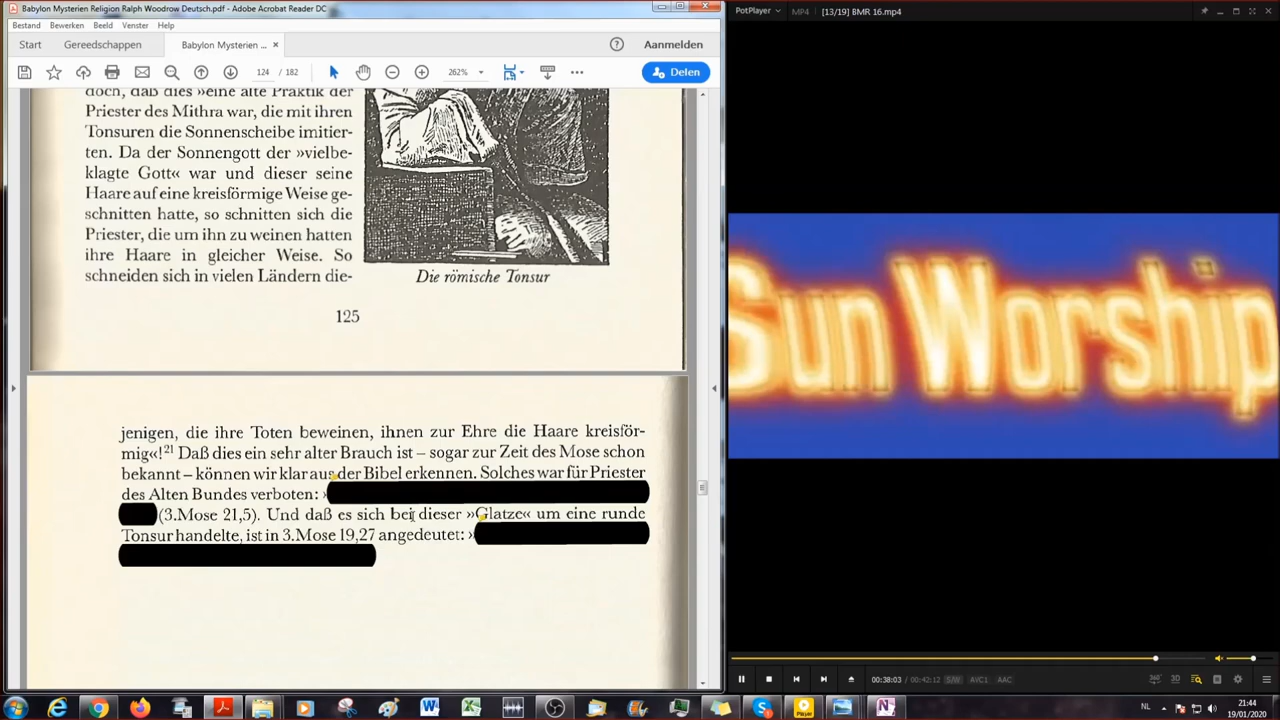 Babylon Mysterien Religion Ralph Woodrow Deutsch.pdf - Adobe Acrobat Reader DC
Bestand Bewerken Beeld Venster Help
Start Gereedschappen Babylon Mysterien ... × Aanmelden
124 / 182 262% Delen
doch, daß dies »eine alte Praktik der
Priester des Mithra war, die mit ihren
Tonsuren die Sonnenscheibe imitier-
ten. Da der Sonnengott der »vielbe-
klagte Gott« war und dieser seine
Haare auf eine kreisförmige Weise ge-
schnitten hatte, so schnitten sich die
Priester, die um ihn zu weinen hatten
ihre Haare in gleicher Weise. So
schneiden sich in vielen Ländern die-
Die römische Tonsur
125
jenigen, die ihre Toten beweinen, ihnen zur Ehre die Haare kreisför-
mig«!21 Daß dies ein sehr alter Brauch ist – sogar zur Zeit des Mose schon
bekannt – können wir klar aus der Bibel erkennen. Solches war für Priester
des Alten Bundes verboten: ›
(3.Mose 21,5). Und daß es sich bei dieser »Glatze« um eine runde
Tonsur handelte, ist in 3.Mose 19,27 angedeutet: ›
PotPlayer MP4 [13/19] BMR 16.mp4
Sun Worship
00:38:03 / 00:42:12 S/W AVC1 AAC
360° 3D
NL 21:44
19/01/2020